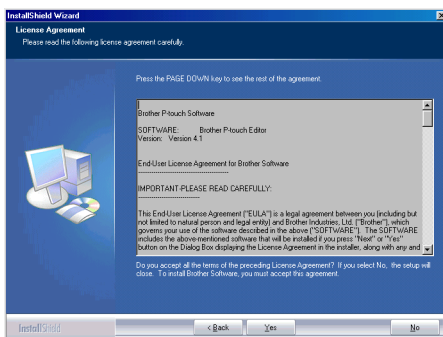 InstallShield Wizard
License Agreement
Please read the following license agreement carefully.
Press the PAGE DOWN key to see the rest of the agreement.
Brother P-touch Software
SOFTWARE: Brother P-touch Editor
Version: Version 4.1
End-User License Agreement for Brother Software
----------------------------------------
IMPORTANT-PLEASE READ CAREFULLY:
----------------------------
This End-User License Agreement ("EULA") is a legal agreement between you (including but
not limited to natural person and legal entity) and Brother Industries, Ltd. ("Brother"), which
governs your use of the software described in the above ("SOFTWARE"). The SOFTWARE
includes the above-mentioned software that will be installed if you press "Next" or "Yes"
button on the Dialog Box displaying the License Agreement in the installer, along with any and
Do you accept all the terms of the preceding License Agreement? If you select No, the setup will
close. To install Brother Software, you must accept this agreement.
InstallShield
< Back
Yes
No